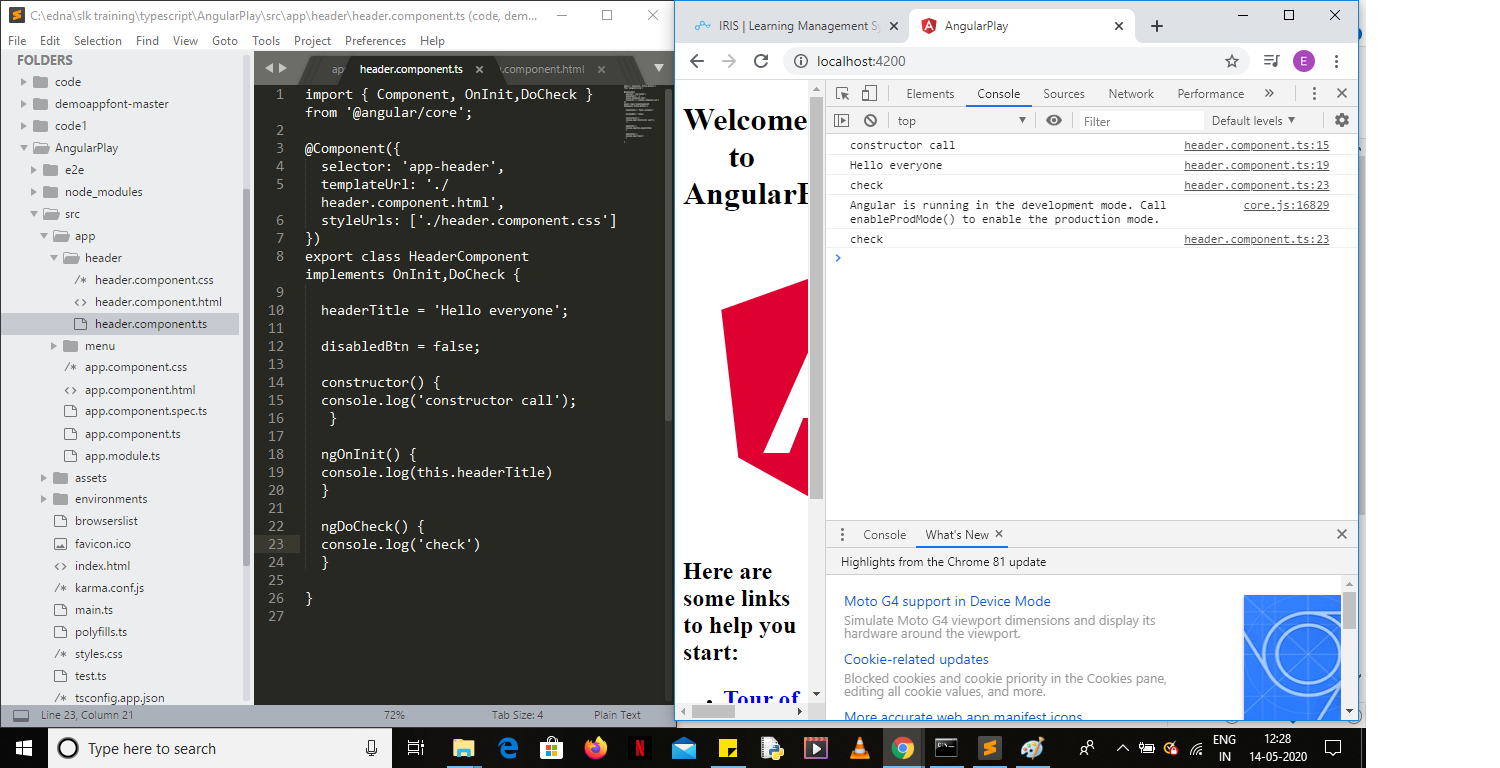 C:\edna\slk training\typescript\AngularPlay\src\app\header\header.component.ts (code, dem...
File Edit Selection Find View Goto Tools Project Preferences Help
FOLDERS
code
demoappfont-master
code1
AngularPlay
e2e
node_modules
src
app
header
/* header.component.css
<> header.component.html
header.component.ts
menu
/* app.component.css
<> app.component.html
app.component.spec.ts
app.component.ts
app.module.ts
assets
environments
browserslist
favicon.ico
<> index.html
/* karma.conf.js
main.ts
polyfills.ts
/* styles.css
test.ts
/* tsconfig.app.json
ap header.component.ts .component.html
1 import { Component, OnInit,DoCheck }
from '@angular/core';
2
3 @Component({
4 selector: 'app-header',
5 templateUrl: './
header.component.html',
6 styleUrls: ['./header.component.css']
7 })
8 export class HeaderComponent
implements OnInit,DoCheck {
9
10 headerTitle = 'Hello everyone';
11
12 disabledBtn = false;
13
14 constructor() {
15 console.log('constructor call');
16 }
17
18 ngOnInit() {
19 console.log(this.headerTitle)
20 }
21
22 ngDoCheck() {
23 console.log('check')
24 }
25
26 }
27
Line 23, Column 21 72% Tab Size: 4 Plain Text
IRIS | Learning Management Sy
AngularPlay
localhost:4200
E
Welcome
to
AngularP
Here are
some links
to help you
start:
Tour of
Elements Console Sources Network Performance »
top Filter Default levels
constructor call header.component.ts:15
Hello everyone header.component.ts:19
check header.component.ts:23
Angular is running in the development mode. Call core.js:16829
enableProdMode() to enable the production mode.
check header.component.ts:23
>
Console What's New
Highlights from the Chrome 81 update
Moto G4 support in Device Mode
Simulate Moto G4 viewport dimensions and display its
hardware around the viewport.
Cookie-related updates
Blocked cookies and cookie priority in the Cookies pane,
editing all cookie values, and more.
More accurate web app manifest icons
Type here to search
ENG
IN
12:28
14-05-2020